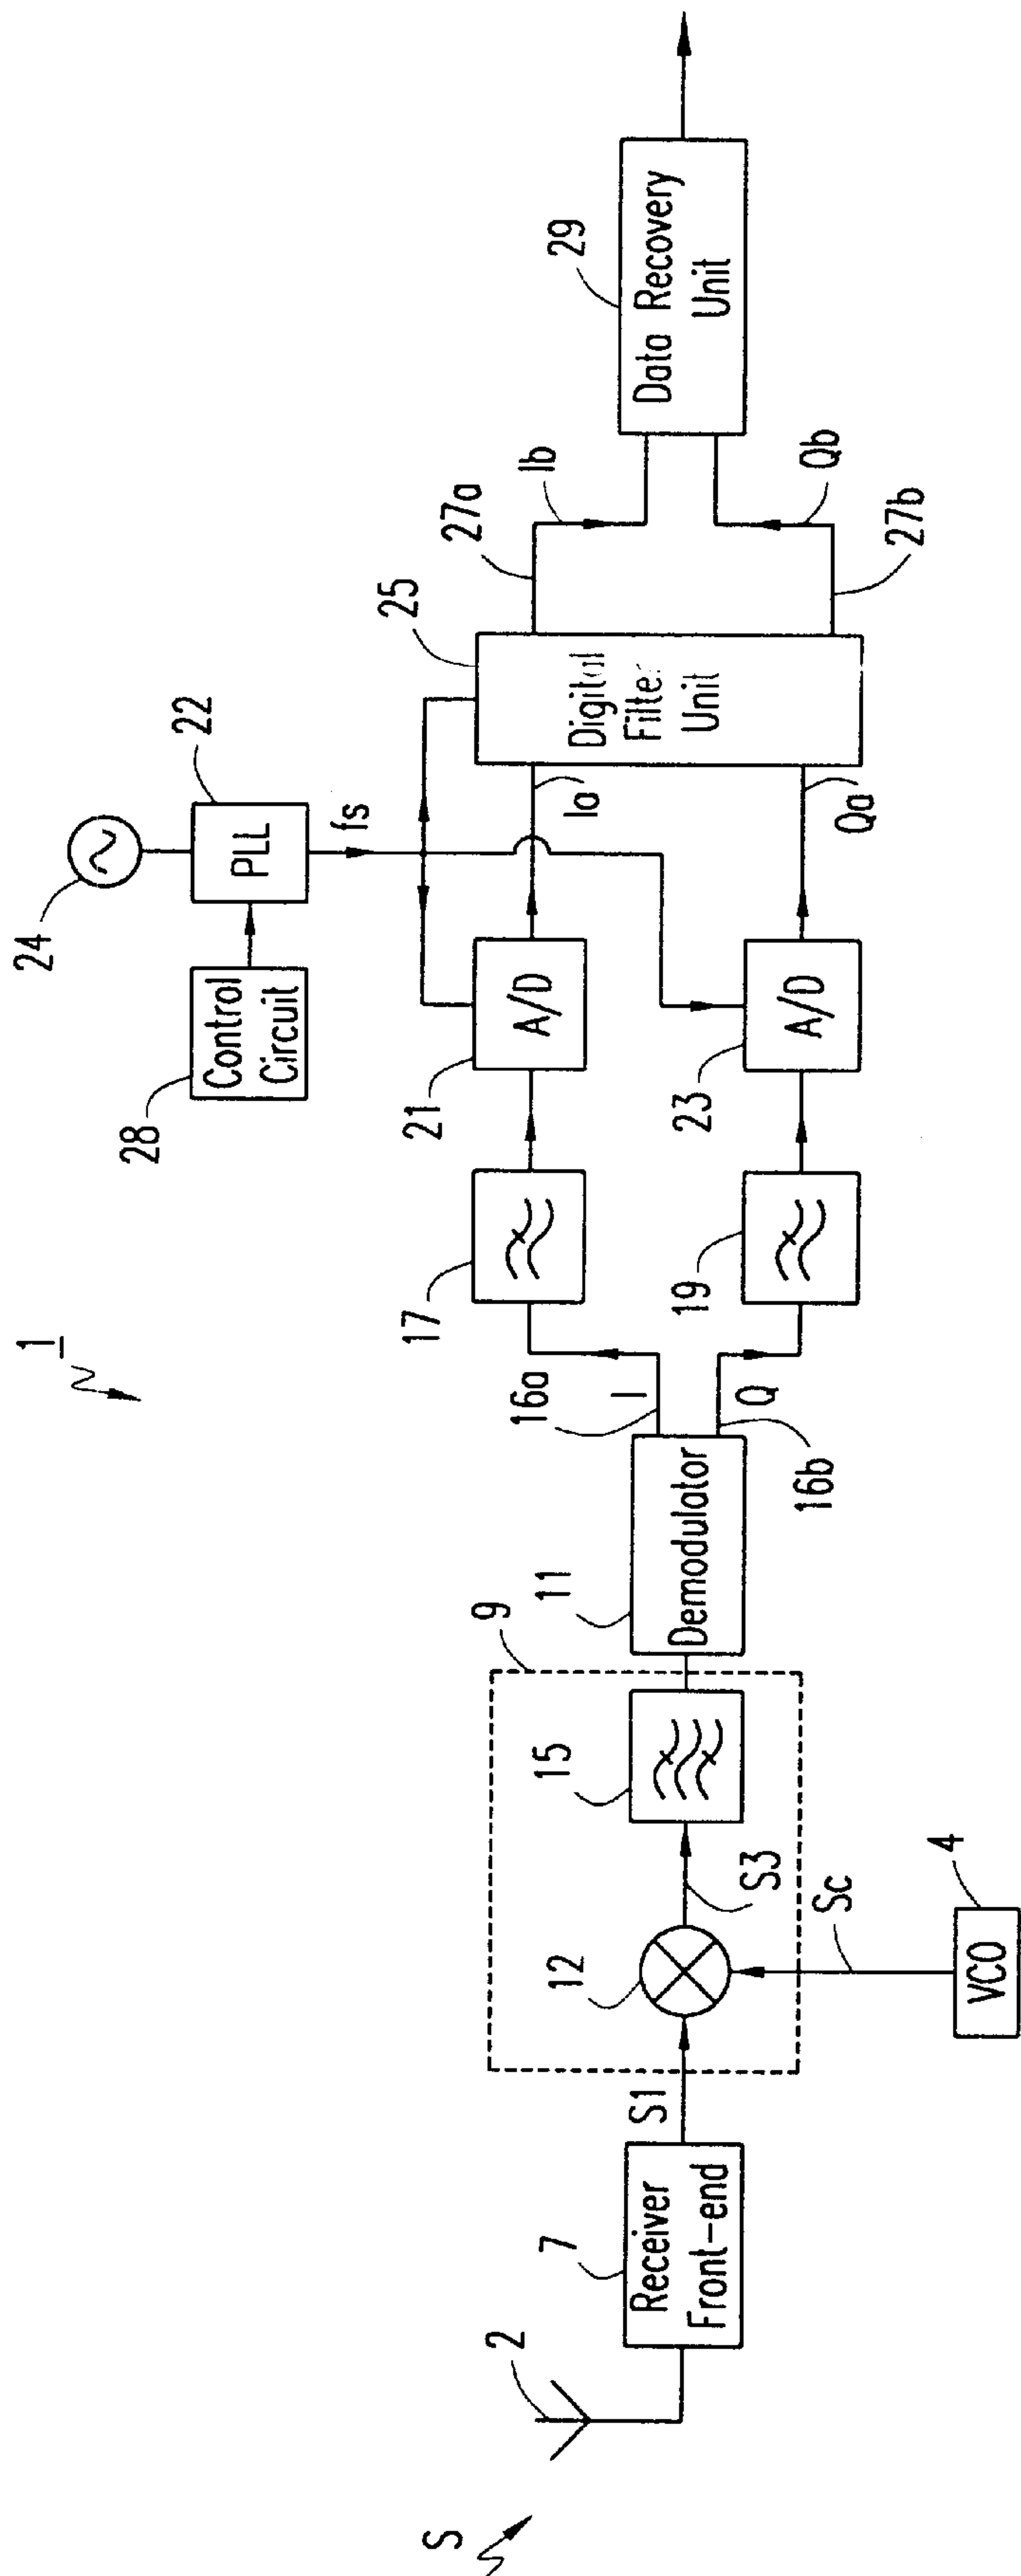 1
S
2
7
Receiver
Front-end
S1
9
12
S3
Sc
4
VCO
15
11
Demodulator
16a
I
Q
16b
17
19
28
Control
Circuit
24
22
PLL
fs
21
A/D
23
A/D
Ia
Qa
25
Digital
Filter
Unit
27a
Ib
Qb
27b
29
Data Recovery
Unit